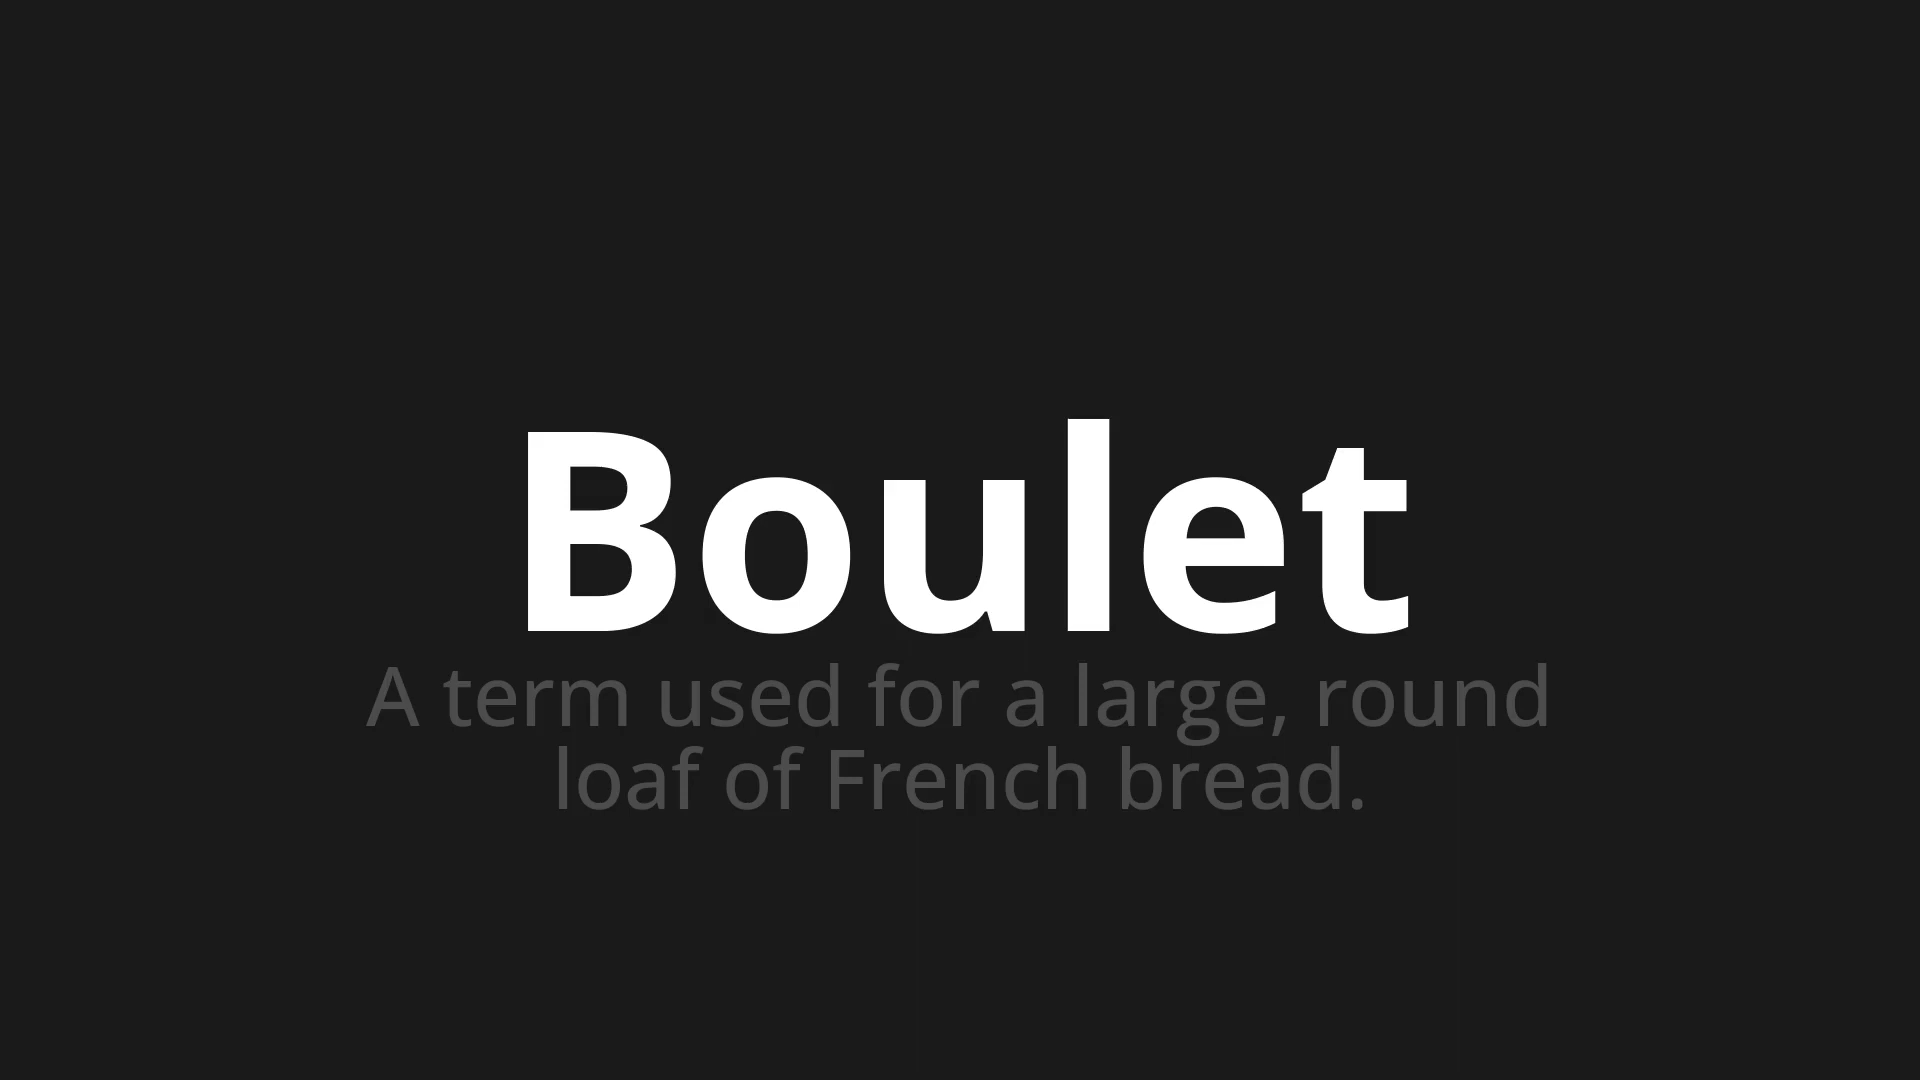 Boulet
A term used for a large, round
loaf of French bread.